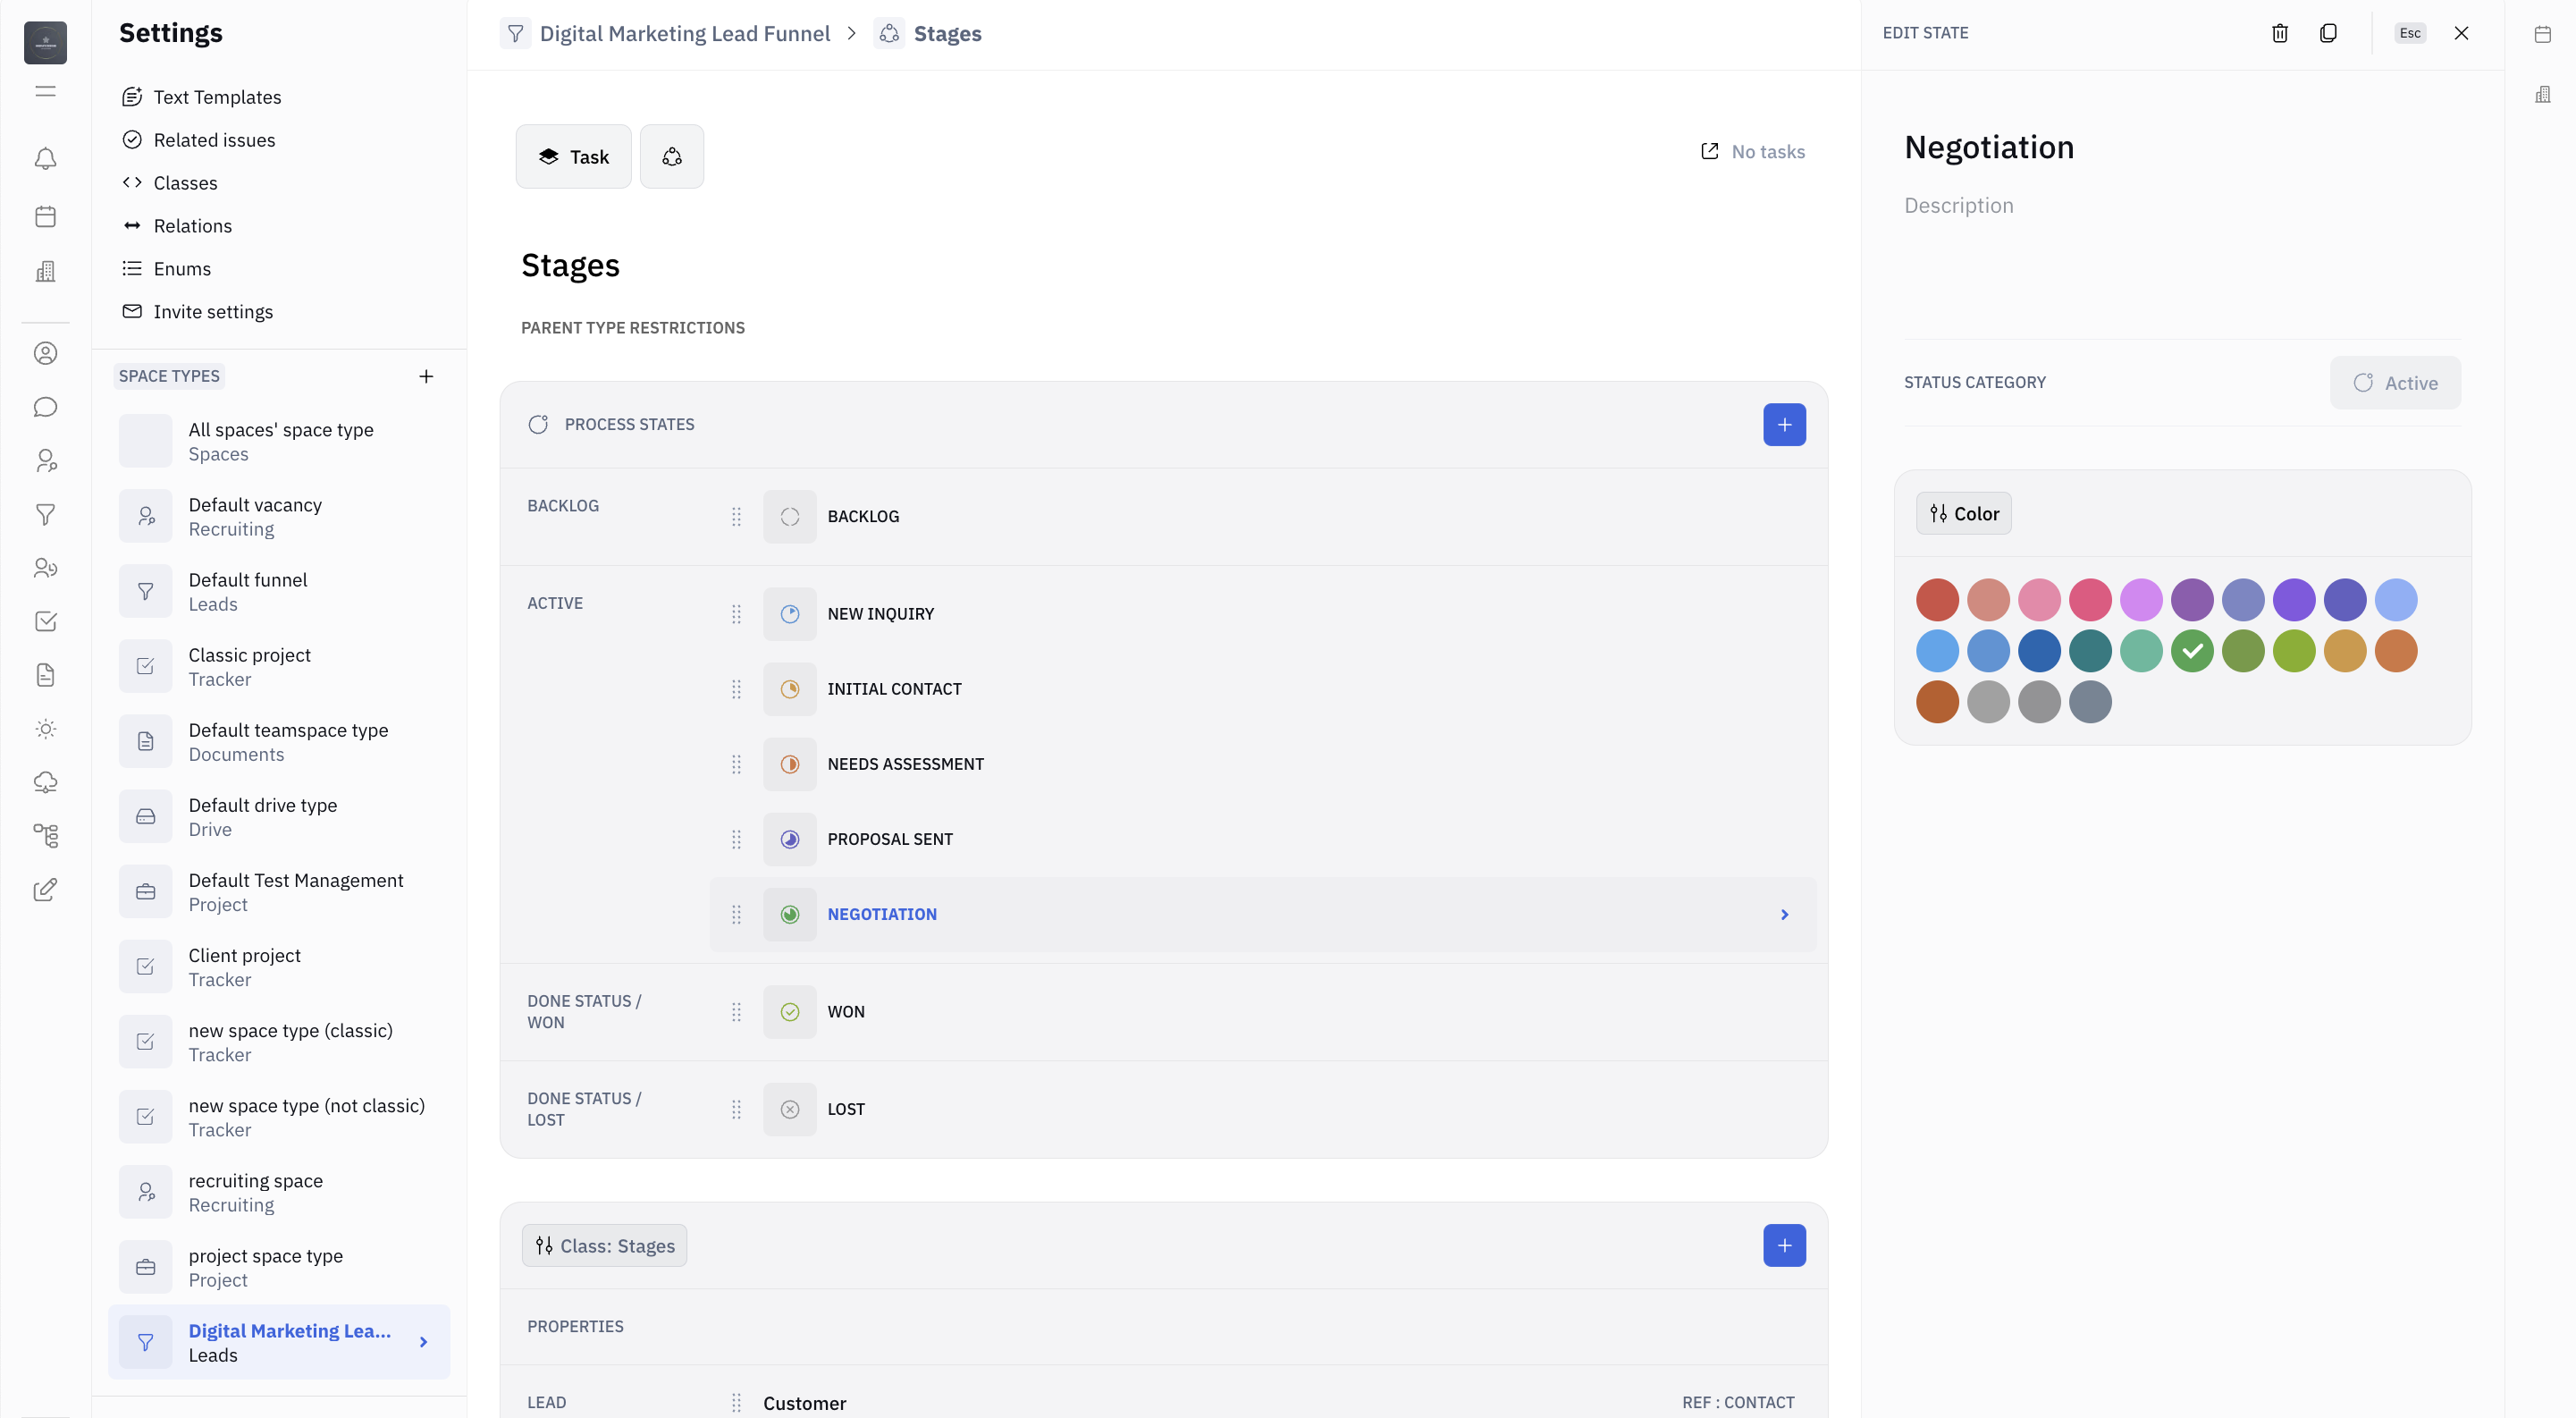 Settings
Text Templates
Related issues
Classes
Relations
Enums
Invite settings
SPACE TYPES
All spaces' space type
Spaces
Default vacancy
Recruiting
Default funnel
Leads
Classic project
Tracker
Default teamspace type
Documents
Default drive type
Drive
Default Test Management
Project
Client project
Tracker
new space type (classic)
Tracker
new space type (not classic)
Tracker
recruiting space
Recruiting
project space type
Project
Digital Marketing Lea...
Leads
Digital Marketing Lead Funnel > Stages
Task
No tasks
Stages
PARENT TYPE RESTRICTIONS
PROCESS STATES
BACKLOG
BACKLOG
ACTIVE
NEW INQUIRY
INITIAL CONTACT
NEEDS ASSESSMENT
PROPOSAL SENT
NEGOTIATION
DONE STATUS /
WON
WON
DONE STATUS /
LOST
LOST
Class: Stages
PROPERTIES
LEAD
Customer
REF : CONTACT
EDIT STATE
Esc
Negotiation
Description
STATUS CATEGORY
Active
Color